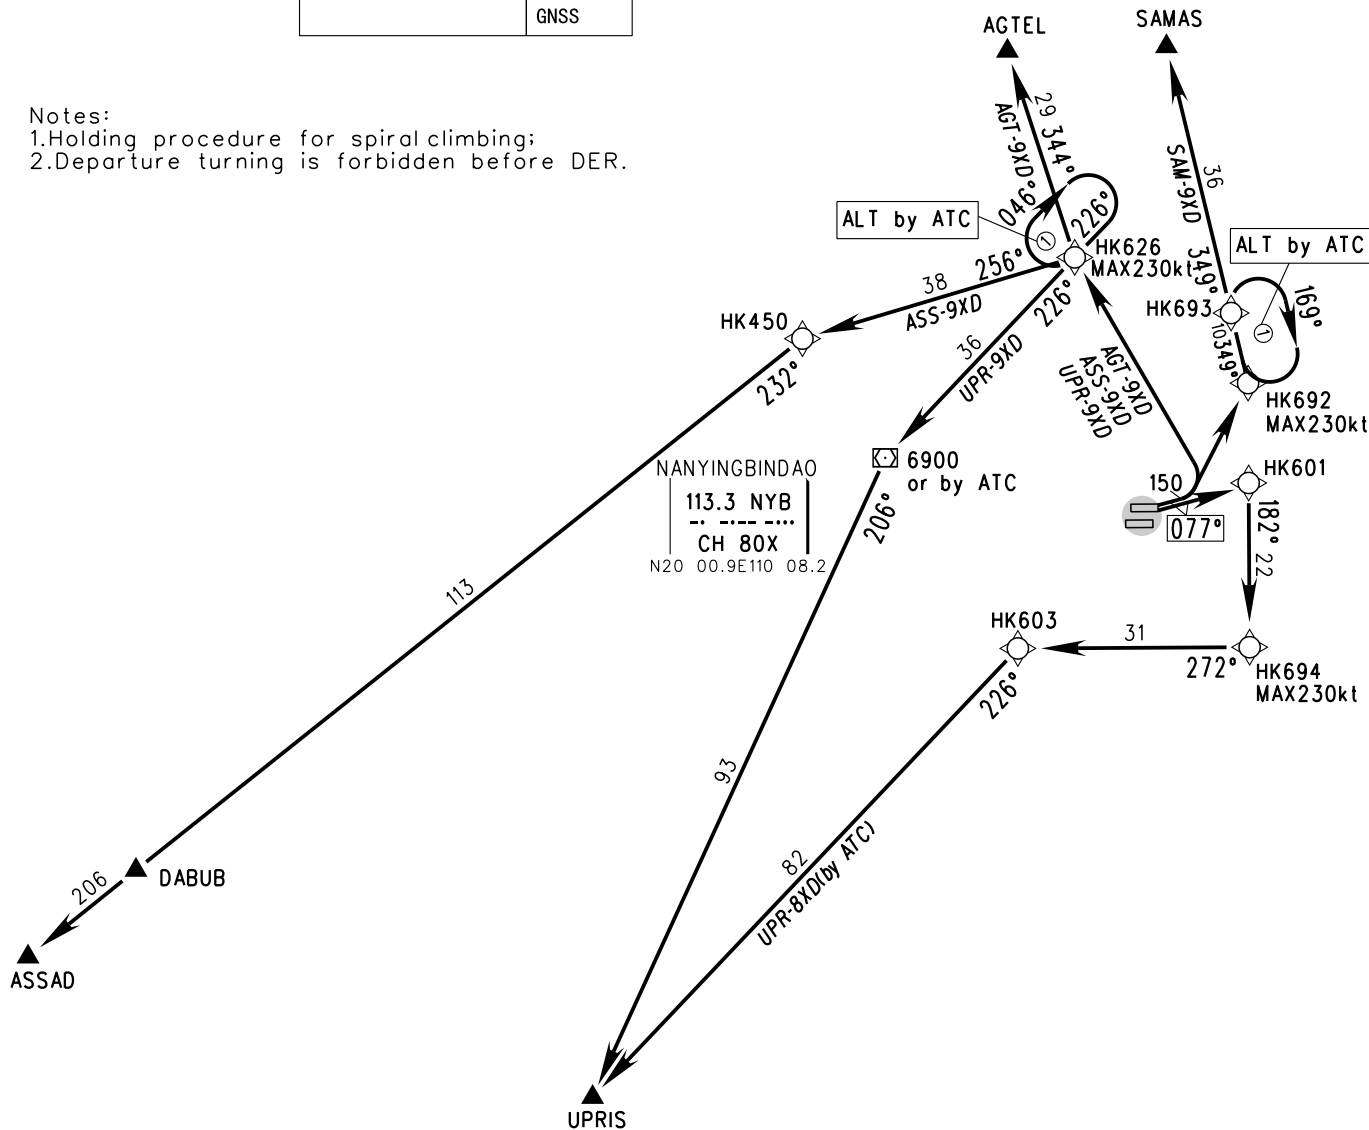 GNSS
Notes:
1.Holding procedure for spiral climbing;
2.Departure turning is forbidden before DER.
AGTEL
SAMAS
29 344°
AGT-9XD
36
SAM-9XD
349°
046°
226°
ALT by ATC
1
HK626
MAX230kt
ALT by ATC
1
169°
HK693
10 349°
HK692
MAX230kt
256°
38
ASS-9XD
226°
36
UPR-9XD
HK450
232°
AGT-9XD
ASS-9XD
UPR-9XD
6900
or by ATC
206°
NANYINGBINDAO
113.3 NYB
-· -·-- -···
CH 80X
N20 00.9E110 08.2
150
077°
HK601
182° 22
113
HK603
31
272°
HK694
MAX230kt
226°
93
82
UPR-8XD(by ATC)
206
DABUB
ASSAD
UPRIS